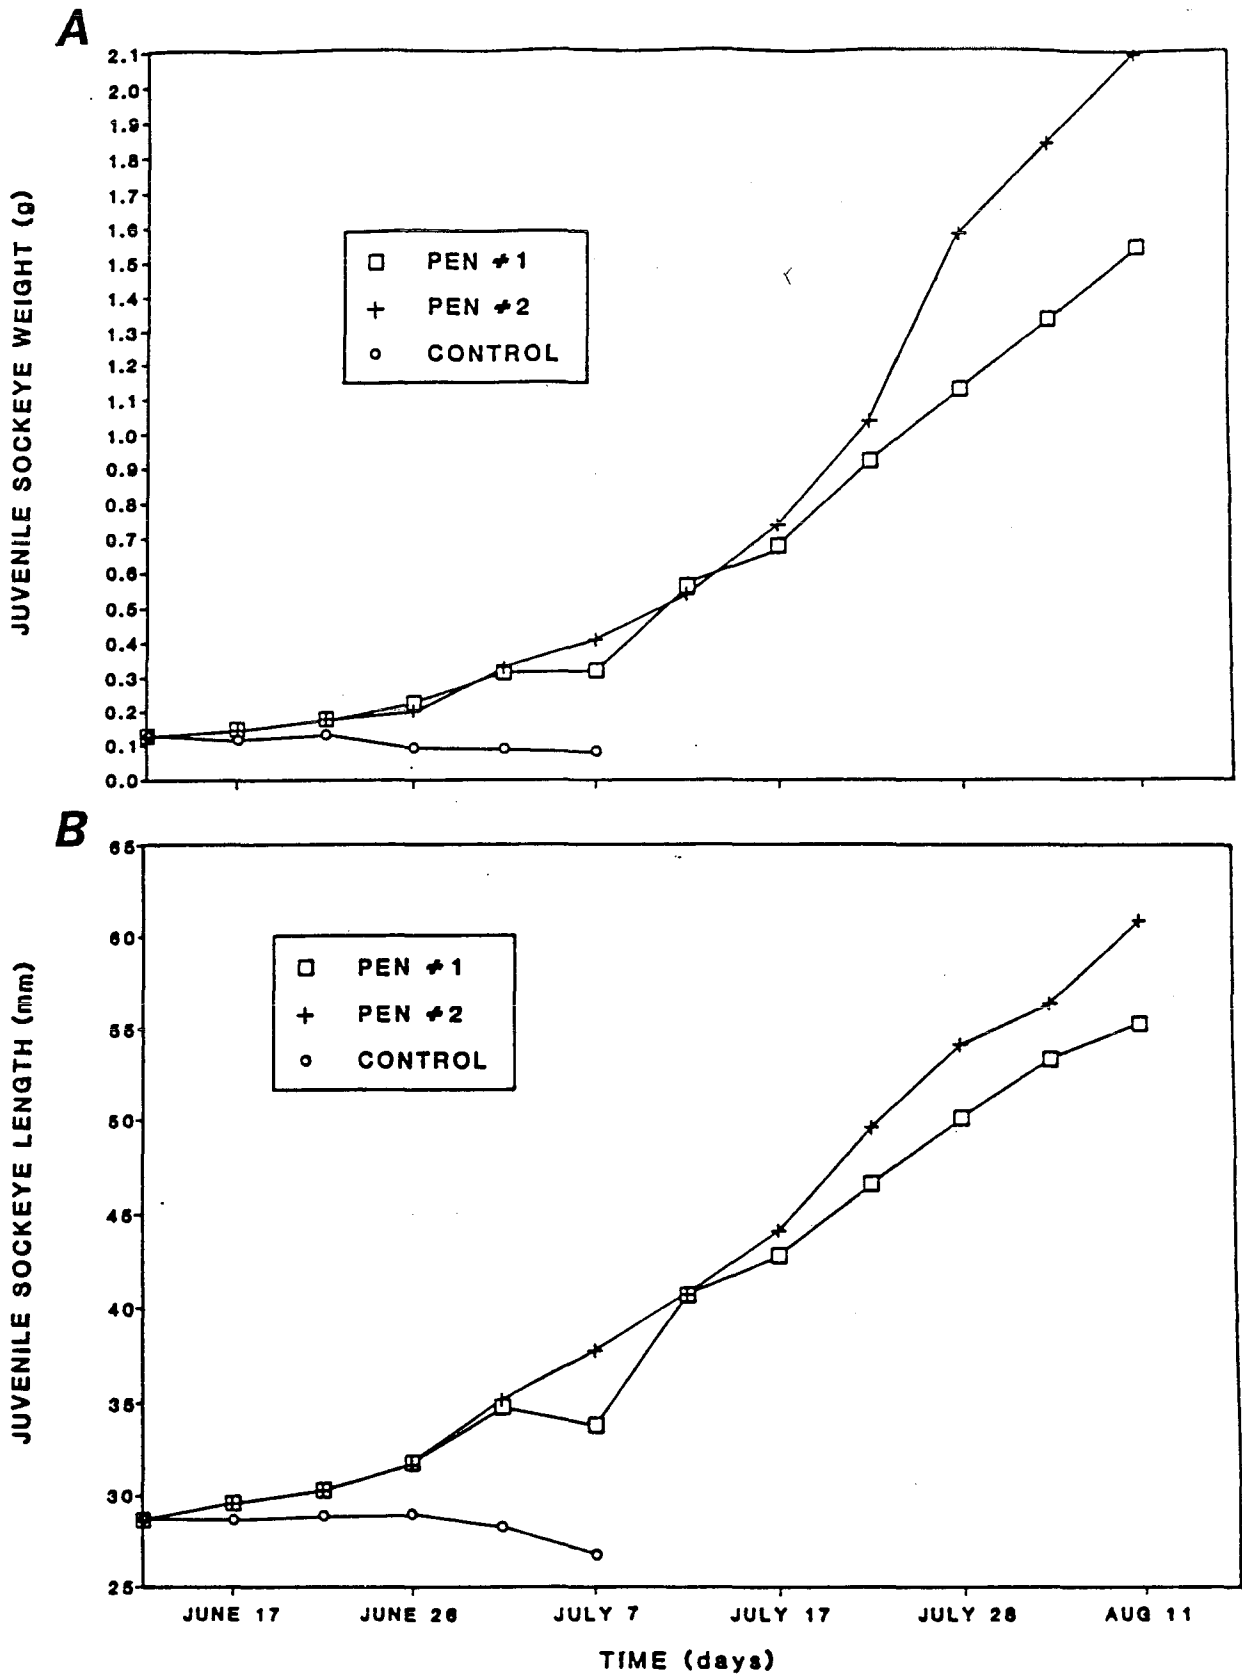 A
JUVENILE SOCKEYE WEIGHT (g)
2.1
2.0
1.9
1.8
1.7
1.6
1.5
1.4
1.3
1.2
1.1
1.0
0.9
0.8
0.7
0.6
0.5
0.4
0.3
0.2
0.1
0.0
PEN #1
PEN #2
CONTROL
B
JUVENILE SOCKEYE LENGTH (mm)
65
60
55
50
45
40
35
30
25
PEN #1
PEN #2
CONTROL
JUNE 17 JUNE 26 JULY 7 JULY 17 JULY 28 AUG 11
TIME (days)